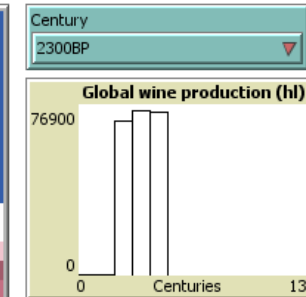 Century
2300BP
Global wine production (hl)
76900
0
0 Centuries 13